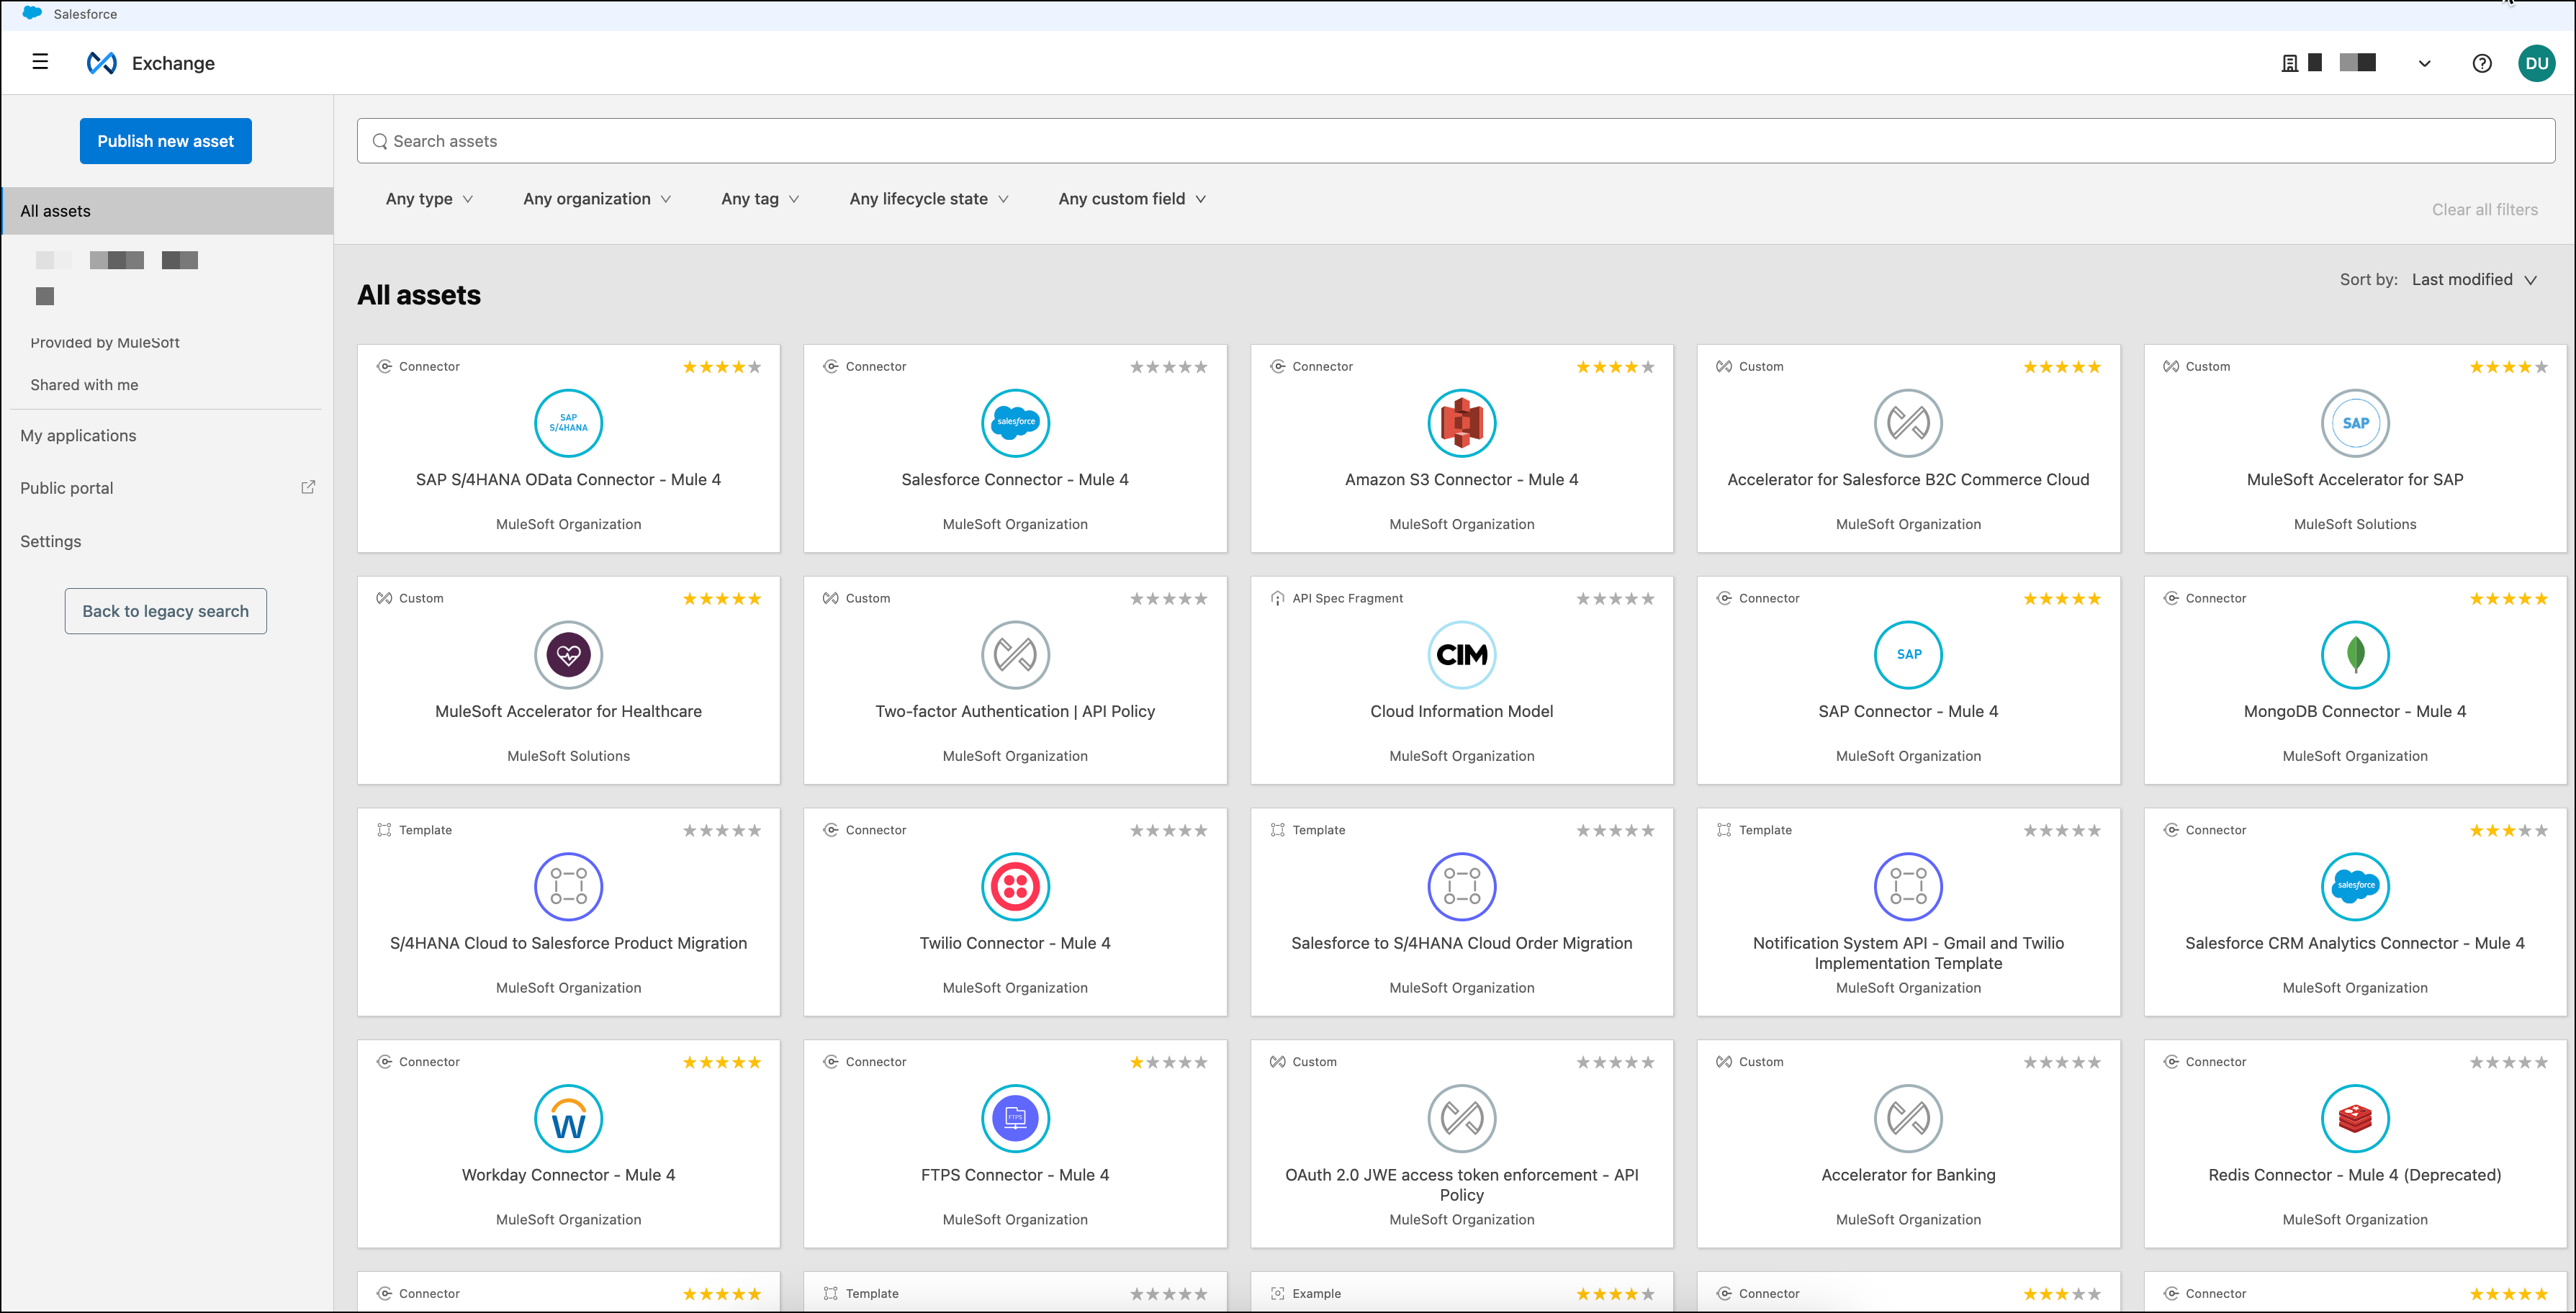 Salesforce
Exchange
DU
Publish new asset
Search assets
Any type
Any organization
Any tag
Any lifecycle state
Any custom field
Clear all filters
All assets
Provided by MuleSoft
Shared with me
My applications
Public portal
Settings
Back to legacy search
All assets
Sort by: Last modified
Connector
SAP
S/4HANA
SAP S/4HANA OData Connector - Mule 4
MuleSoft Organization
Connector
salesforce
Salesforce Connector - Mule 4
MuleSoft Organization
Connector
Amazon S3 Connector - Mule 4
MuleSoft Organization
Custom
Accelerator for Salesforce B2C Commerce Cloud
MuleSoft Organization
Custom
SAP
MuleSoft Accelerator for SAP
MuleSoft Solutions
Custom
MuleSoft Accelerator for Healthcare
MuleSoft Solutions
Custom
Two-factor Authentication | API Policy
MuleSoft Organization
API Spec Fragment
CIM
Cloud Information Model
MuleSoft Organization
Connector
SAP
SAP Connector - Mule 4
MuleSoft Organization
Connector
MongoDB Connector - Mule 4
MuleSoft Organization
Template
S/4HANA Cloud to Salesforce Product Migration
MuleSoft Organization
Connector
Twilio Connector - Mule 4
MuleSoft Organization
Template
Salesforce to S/4HANA Cloud Order Migration
MuleSoft Organization
Template
Notification System API - Gmail and Twilio
Implementation Template
MuleSoft Organization
Connector
salesforce
Salesforce CRM Analytics Connector - Mule 4
MuleSoft Organization
Connector
W
Workday Connector - Mule 4
MuleSoft Organization
Connector
FTPS
FTPS Connector - Mule 4
MuleSoft Organization
Custom
OAuth 2.0 JWE access token enforcement - API
Policy
MuleSoft Organization
Custom
Accelerator for Banking
MuleSoft Organization
Connector
Redis Connector - Mule 4 (Deprecated)
MuleSoft Organization
Connector
Template
Example
Connector
Connector